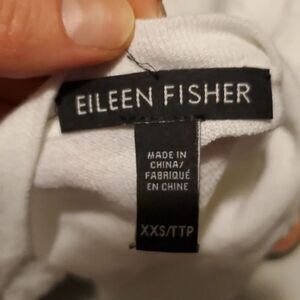 EILEEN FISHER
MADE IN
CHINA/
FABRIQUÉ
EN CHINE
XXS/TTP